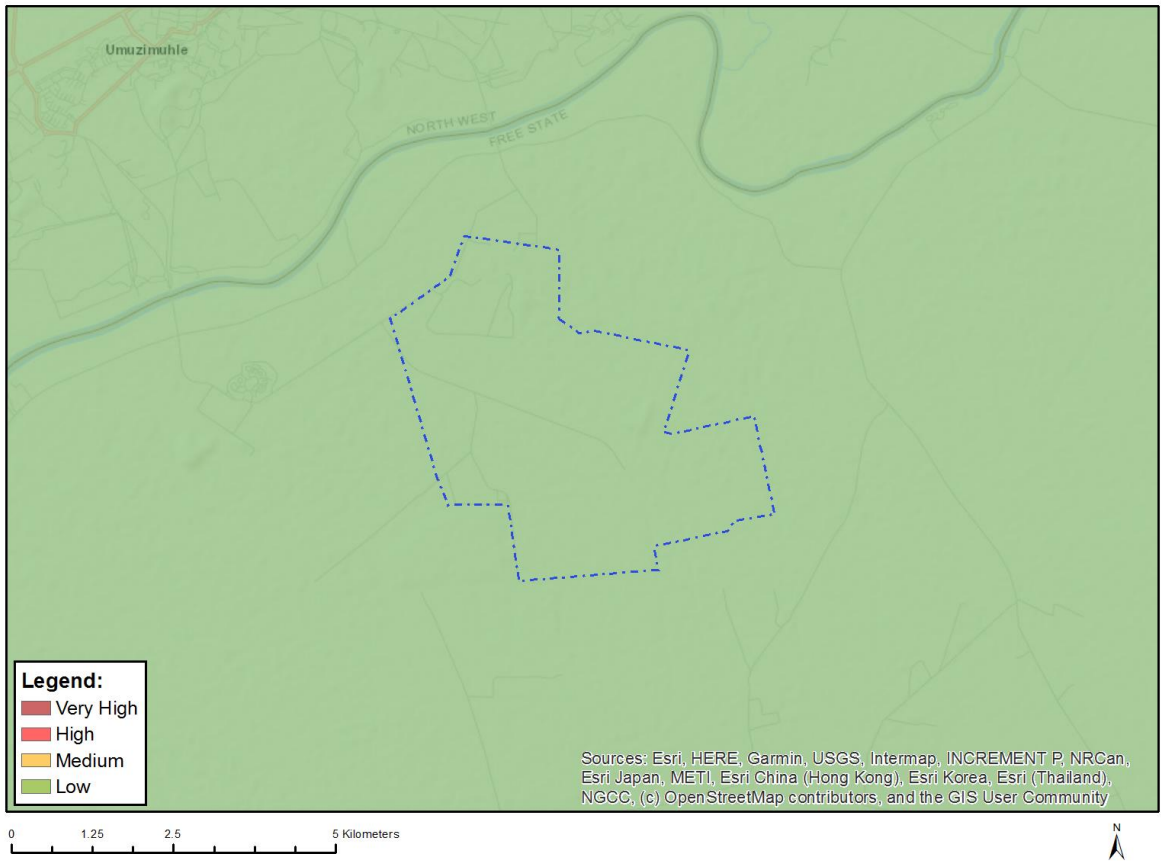 Umuzimuhle
NORTH WEST
FREE STATE
Legend:
Very High
High
Medium
Low
Sources: Esri, HERE, Garmin, USGS, Intermap, INCREMENT P, NRCan,
Esri Japan, METI, Esri China (Hong Kong), Esri Korea, Esri (Thailand),
NGCC, (c) OpenStreetMap contributors, and the GIS User Community
0 1.25 2.5 5 Kilometers
N